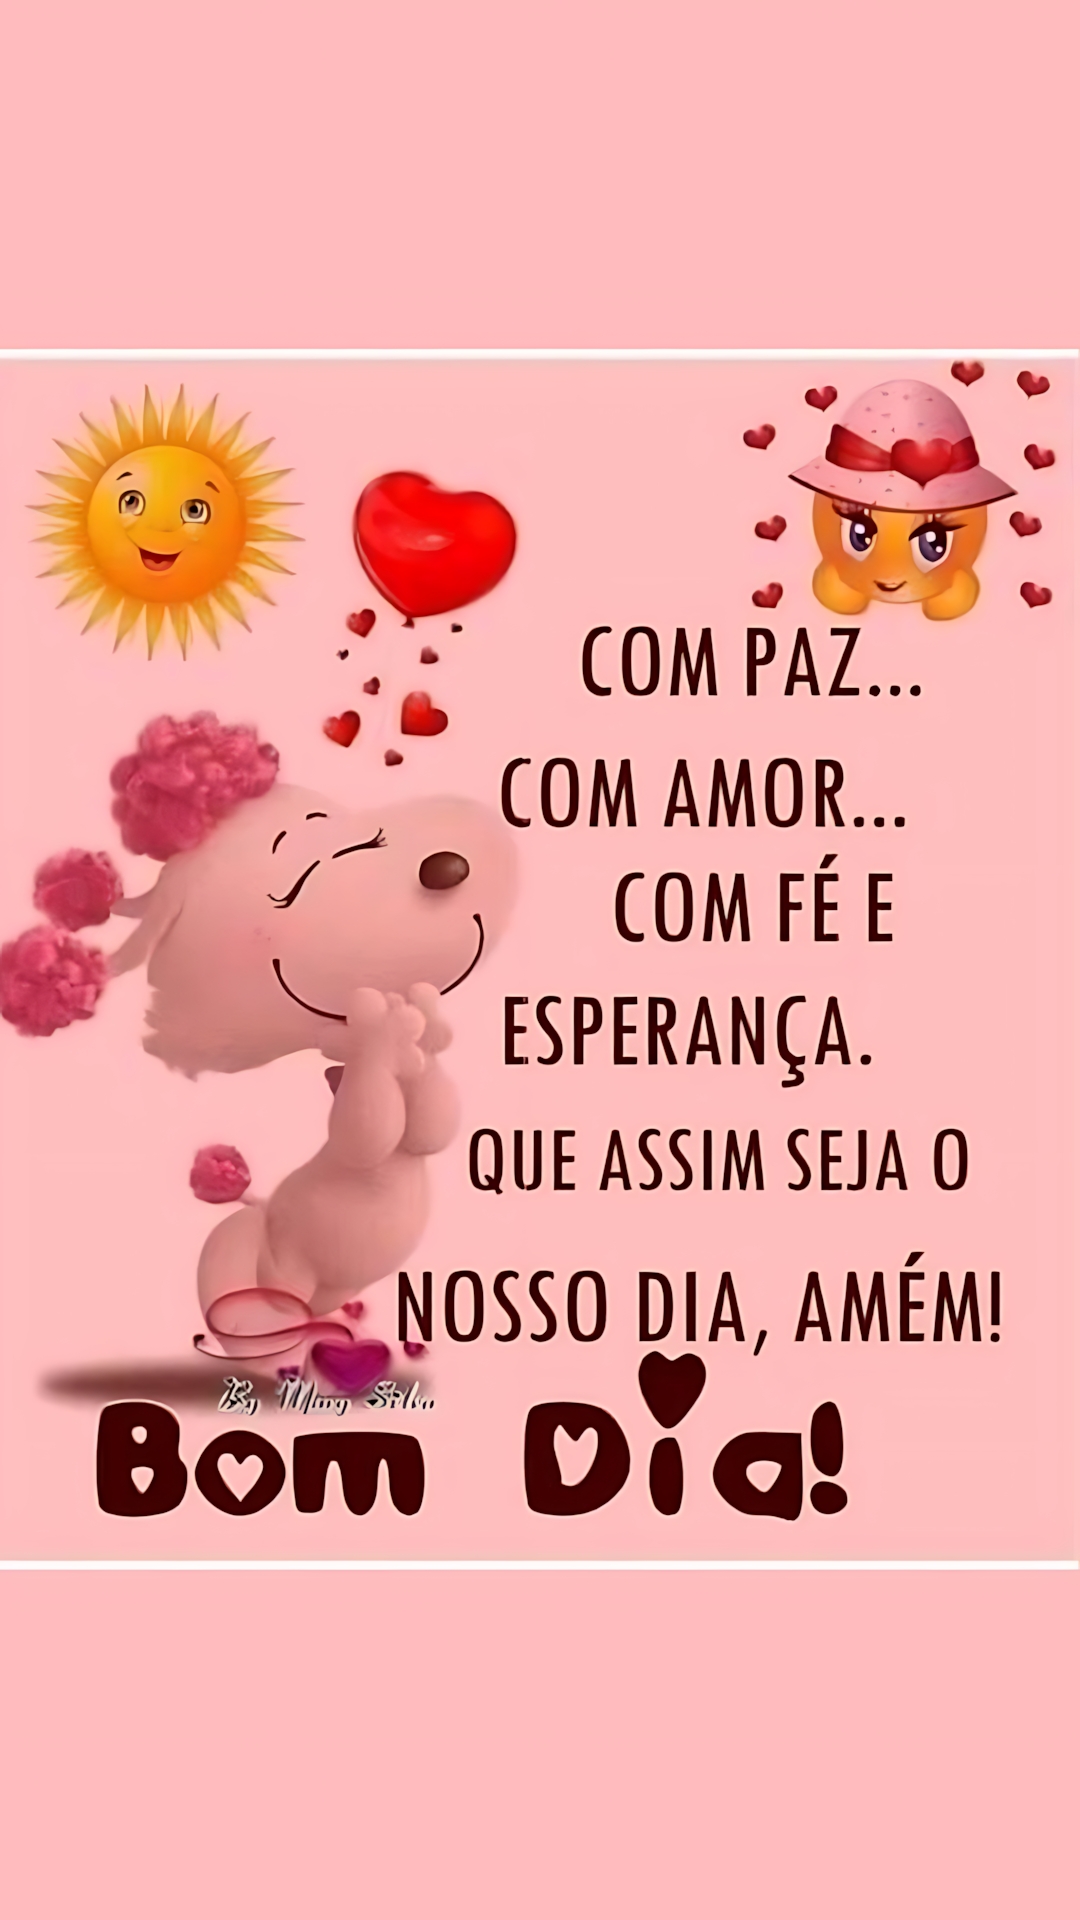 COM PAZ...
COM AMOR...
COM FÉ E
ESPERANÇA.
QUE ASSIM SEJA O
NOSSO DIA, AMÉM!
By Mary Silva
Bom Dia!